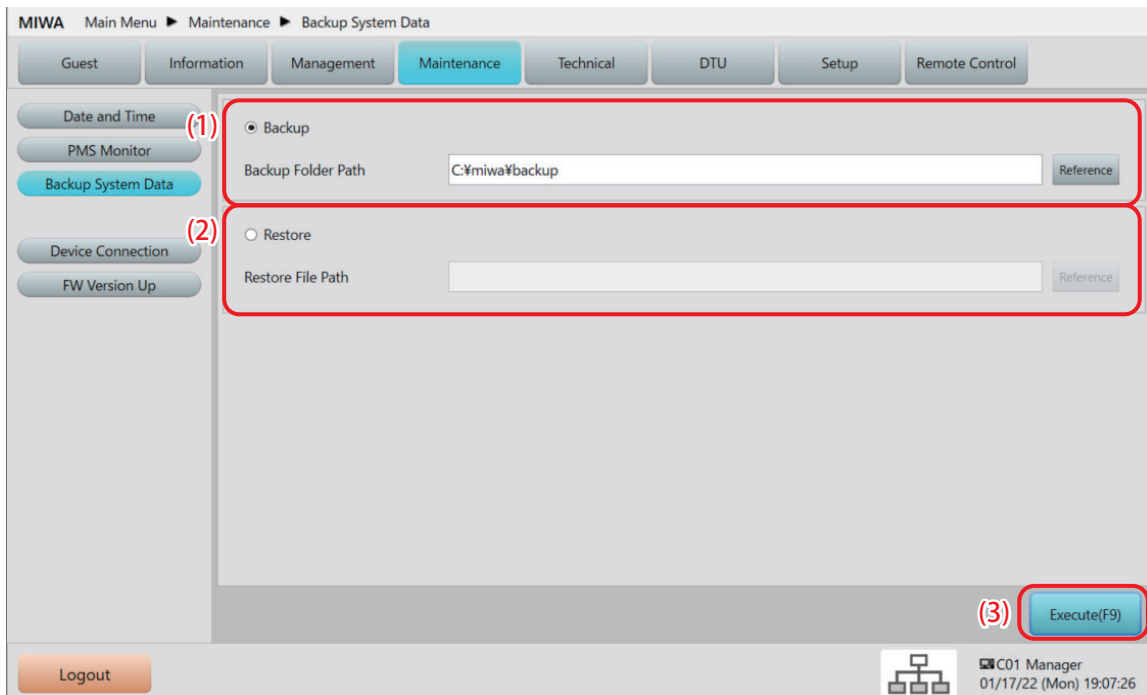 MIWA Main Menu ▶ Maintenance ▶ Backup System Data
Guest Information Management Maintenance Technical DTU Setup Remote Control
Date and Time
PMS Monitor
Backup System Data
Device Connection
FW Version Up
(1)
Backup
Backup Folder Path C:¥miwa¥backup Reference
(2)
Restore
Restore File Path Reference
(3) Execute(F9)
Logout
C01 Manager
01/17/22 (Mon) 19:07:26